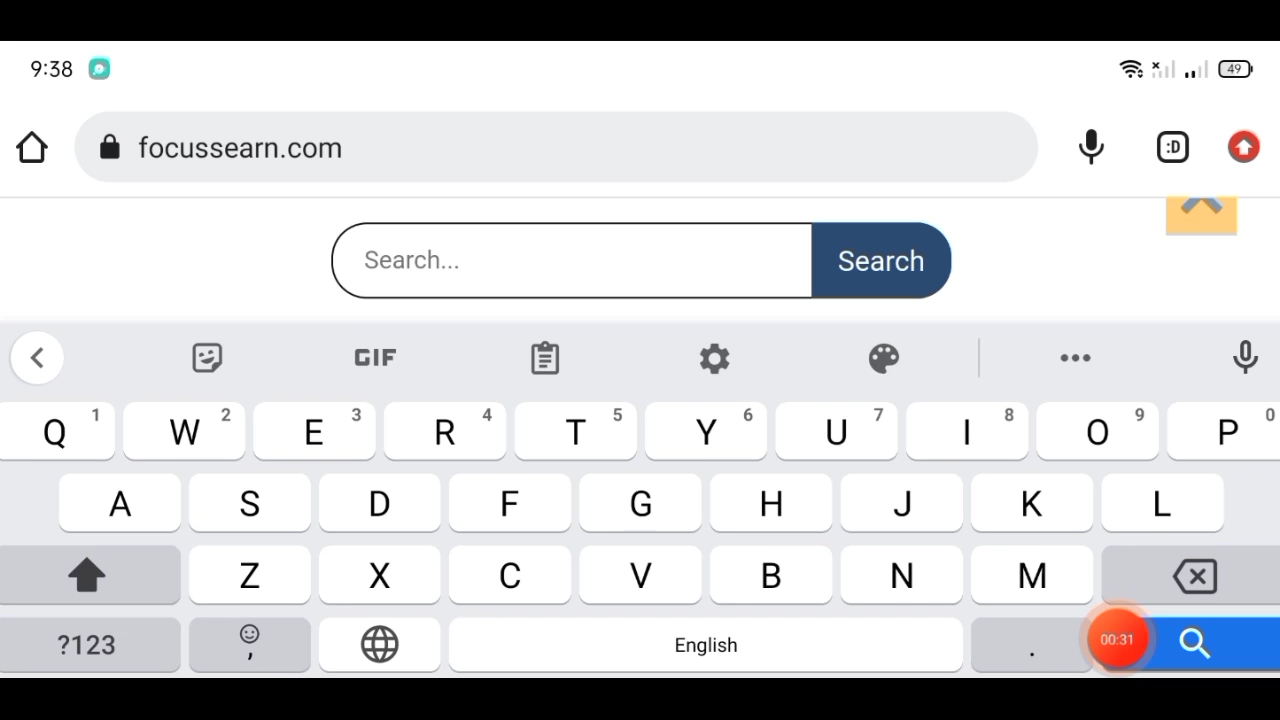 9:38
49
focussearn.com
:D
Search...
Search
GIF
Q 1 W 2 E 3 R 4 T 5 Y 6 U 7 I 8 O 9 P 0
A S D F G H J K L
Z X C V B N M
?123 , English . 00:31